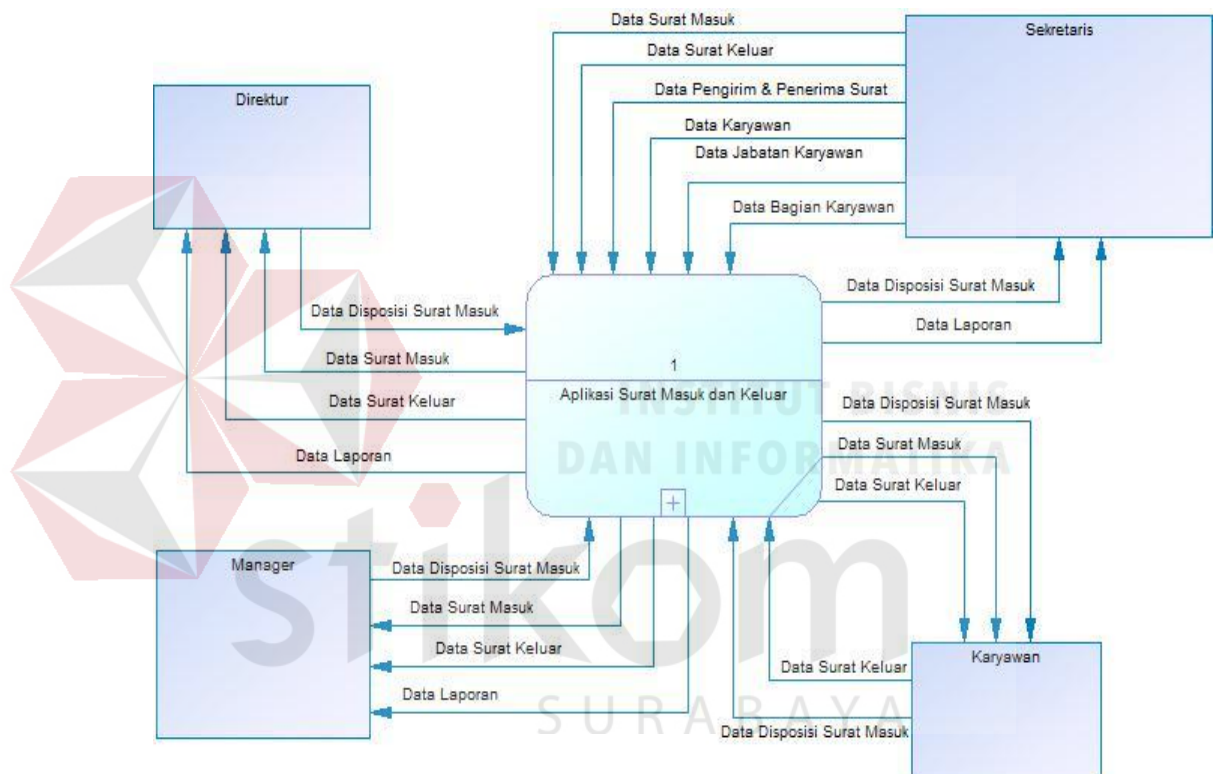 Data Surat Masuk
Sekretaris
Data Surat Keluar
Data Pengirim & Penerima Surat
Direktur
Data Karyawan
Data Jabatan Karyawan
Data Bagian Karyawan
Data Disposisi Surat Masuk
Data Disposisi Surat Masuk
Data Laporan
Data Surat Masuk
1
Aplikasi Surat Masuk dan Keluar
INSTITUT BISNIS
DAN INFORMATIKA
Data Surat Keluar
Data Disposisi Surat Masuk
Data Surat Masuk
Data Laporan
Data Surat Keluar
+
stikom
SURABAYA
Manager
Data Disposisi Surat Masuk
Data Surat Masuk
Data Surat Keluar
Data Laporan
Karyawan
Data Surat Keluar
Data Disposisi Surat Masuk